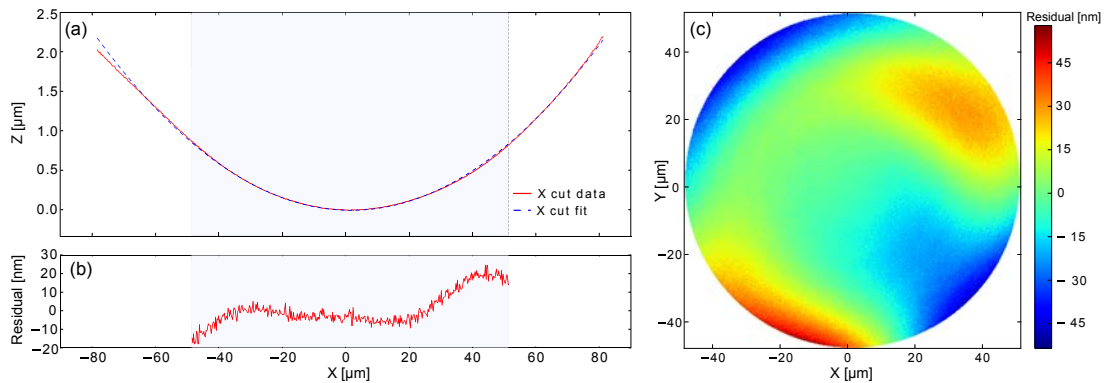 (a)
2.5
2.0
1.5
1.0
0.5
0.0
Z [µm]
X cut data
X cut fit
(b)
30
20
10
0
−10
−20
Residual [nm]
−80 −60 −40 −20 0 20 40 60 80
X [µm]
(c)
40
20
0
−20
−40
Y [µm]
−40 −20 0 20 40
X [µm]
Residual [nm]
45
30
15
0
−15
−30
−45